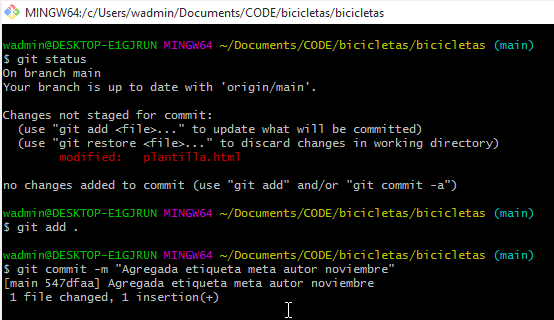 MINGW64:/c/Users/wadmin/Documents/CODE/bicicletas/bicicletas
wadmin@DESKTOP-E1GJRUN MINGW64 ~/Documents/CODE/bicicletas/bicicletas (main)
$ git status
On branch main
Your branch is up to date with 'origin/main'.
Changes not staged for commit:
(use "git add <file>..." to update what will be committed)
(use "git restore <file>..." to discard changes in working directory)
modified: plantilla.html
no changes added to commit (use "git add" and/or "git commit -a")
wadmin@DESKTOP-E1GJRUN MINGW64 ~/Documents/CODE/bicicletas/bicicletas (main)
$ git add .
wadmin@DESKTOP-E1GJRUN MINGW64 ~/Documents/CODE/bicicletas/bicicletas (main)
$ git commit -m "Agregada etiqueta meta autor noviembre"
[main 547dfaa] Agregada etiqueta meta autor noviembre
1 file changed, 1 insertion(+)